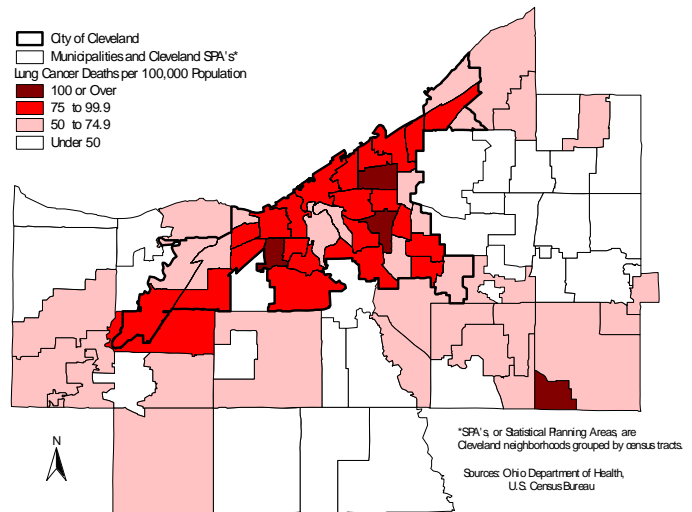 City of Cleveland
Municipalities and Cleveland SPA's*
Lung Cancer Deaths per 100,000 Population
100 or Over
75 to 99.9
50 to 74.9
Under 50
*SPA's, or Statistical Planning Areas, are
Cleveland neighborhoods grouped by census tracts.
N
Sources: Ohio Department of Health,
U.S. Census Bureau